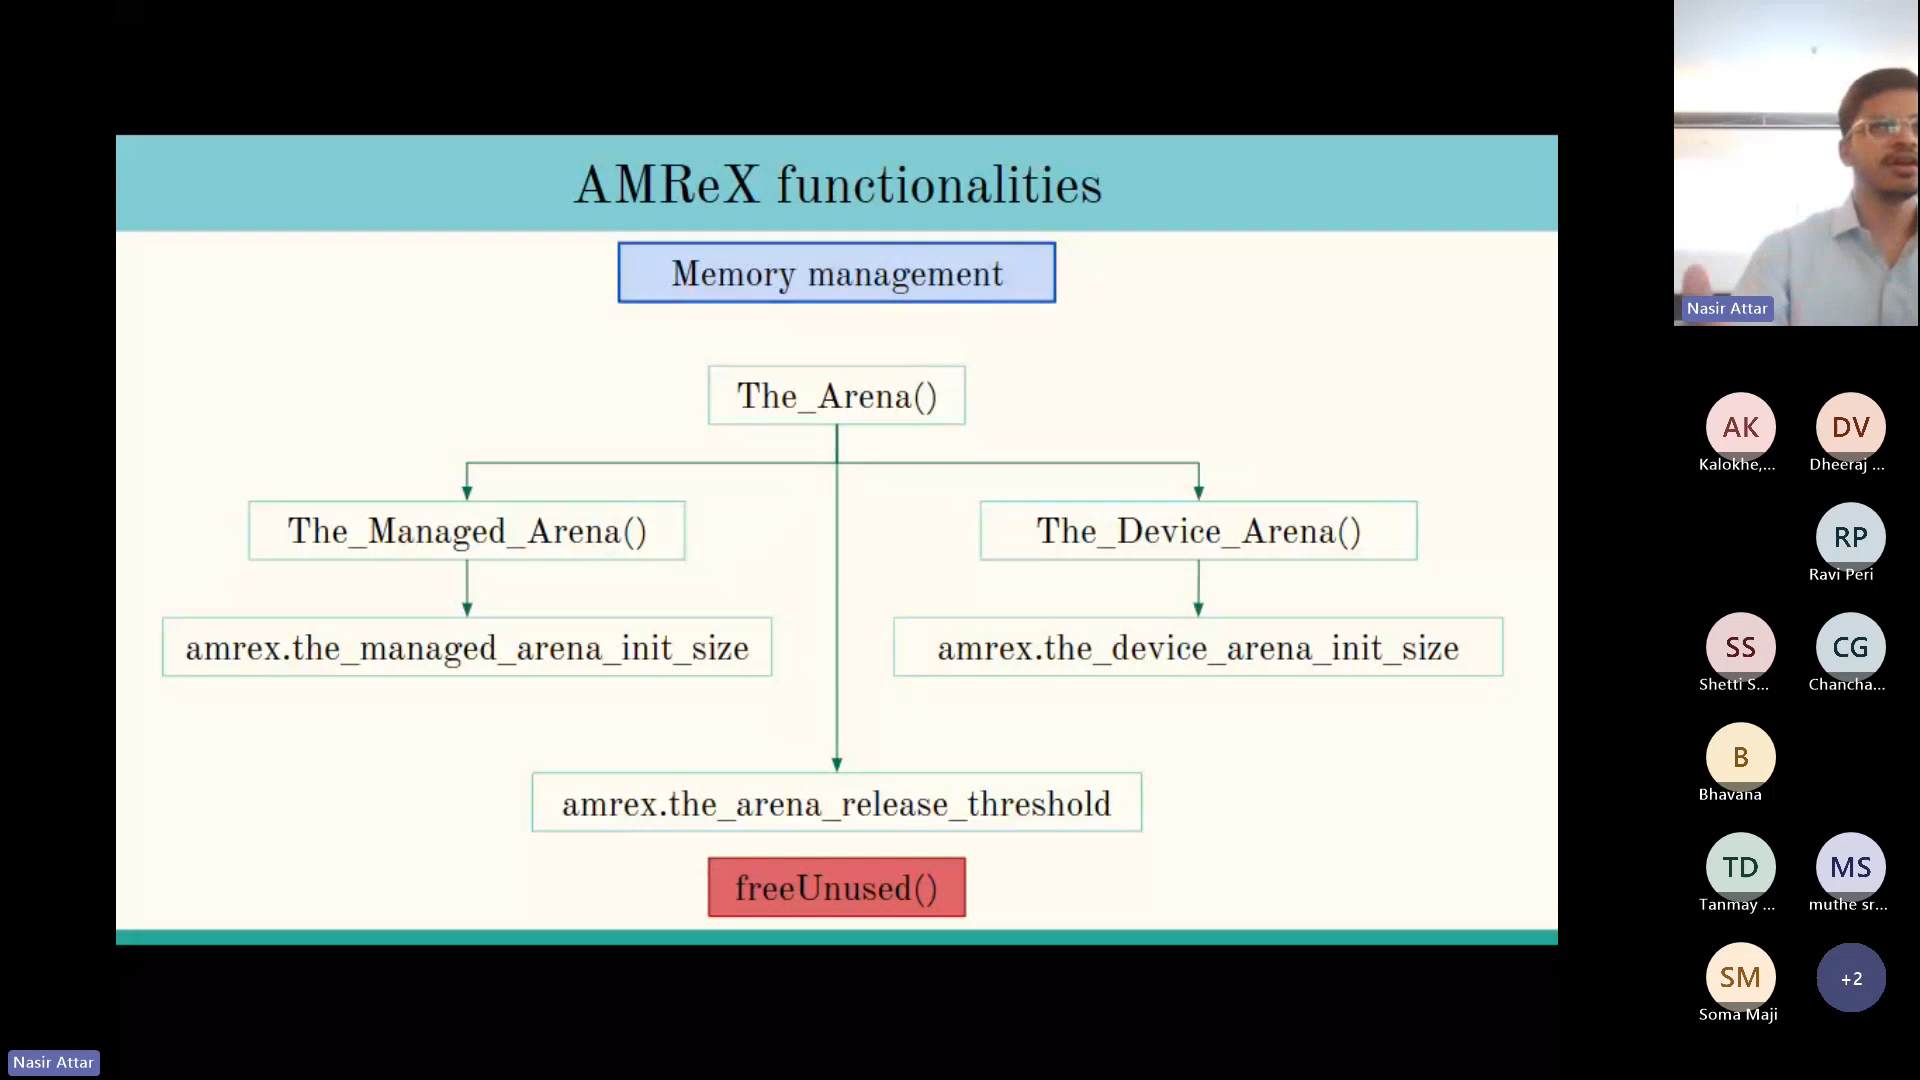 AMReX functionalities
Memory management
The_Arena()
The_Managed_Arena()
The_Device_Arena()
amrex.the_managed_arena_init_size
amrex.the_device_arena_init_size
amrex.the_arena_release_threshold
freeUnused()
Nasir Attar
AK
Kalokhe,...
DV
Dheeraj ...
RP
Ravi Peri
SS
Shetti S...
CG
Chancha...
B
Bhavana
TD
Tanmay ...
MS
muthe sr...
SM
Soma Maji
+2
Nasir Attar